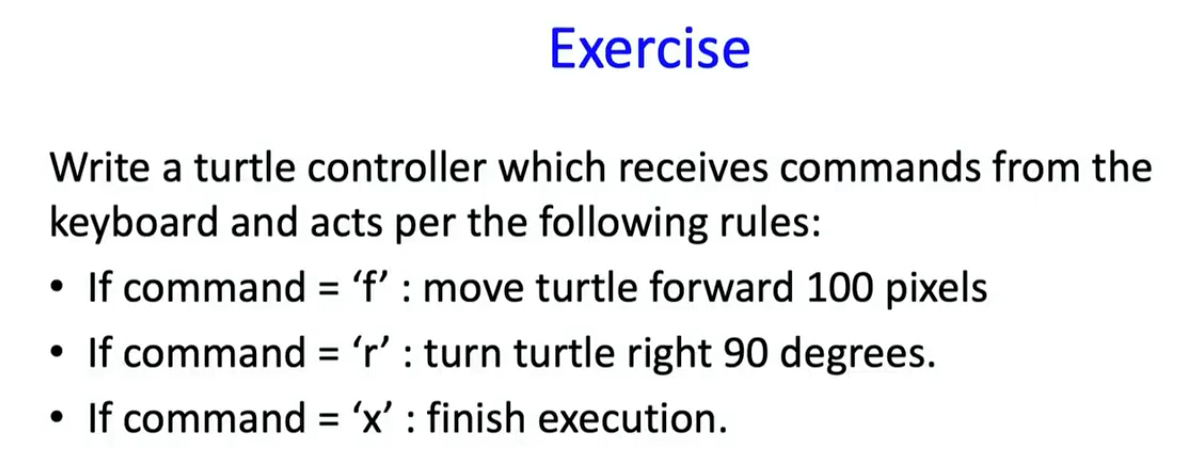 Exercise
Write a turtle controller which receives commands from the
keyboard and acts per the following rules:
• If command = ‘f’ : move turtle forward 100 pixels
• If command = ‘r’ : turn turtle right 90 degrees.
• If command = ‘x’ : finish execution.